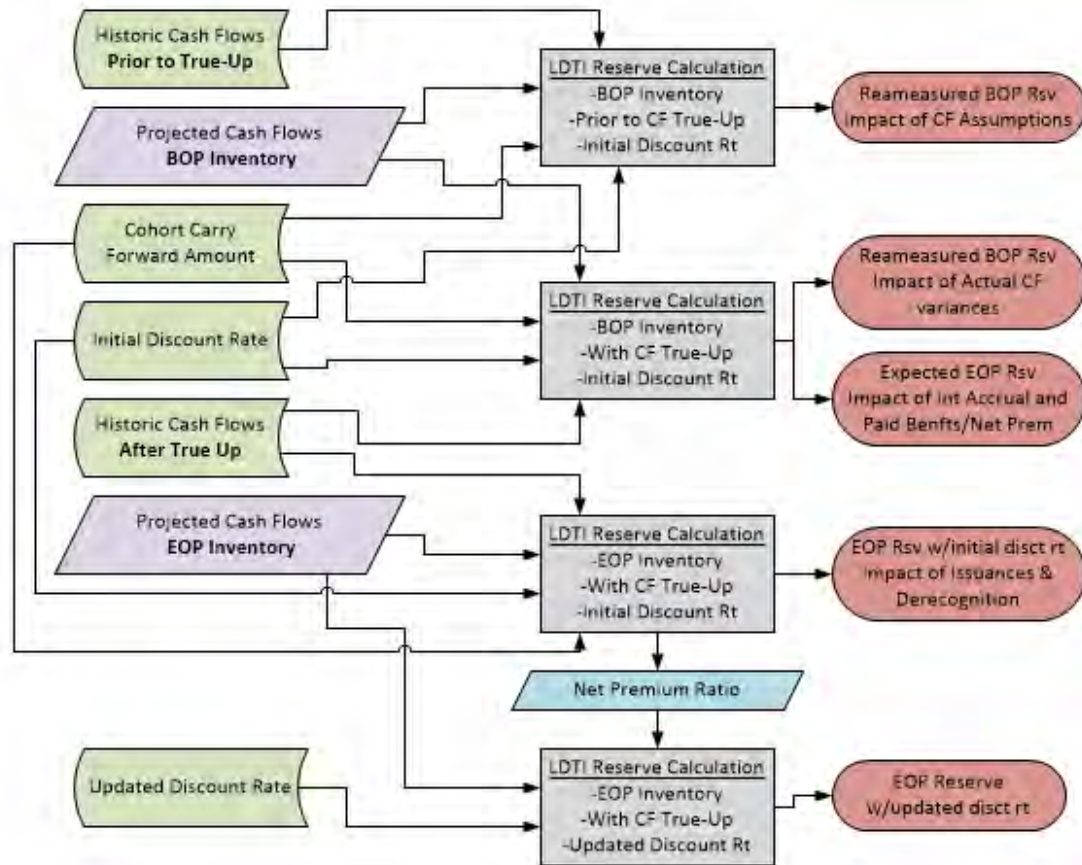 Historic Cash Flows
Prior to True-Up
LDTI Reserve Calculation
-BOP Inventory
-Prior to CF True-Up
-Initial Discount Rt
Reameasured BOP Rsv
Impact of CF Assumptions
Projected Cash Flows
BOP Inventory
Cohort Carry
Forward Amount
Reameasured BOP Rsv
Impact of Actual CF
variances
LDTI Reserve Calculation
-BOP Inventory
-With CF True-Up
-Initial Discount Rt
Initial Discount Rate
Expected EOP Rsv
Impact of Int Accrual and
Paid Benfts/Net Prem
Historic Cash Flows
After True Up
Projected Cash Flows
EOP Inventory
LDTI Reserve Calculation
-EOP Inventory
-With CF True-Up
-Initial Discount Rt
EOP Rsv w/initial disct rt
Impact of Issuances &
Derecognition
Net Premium Ratio
Updated Discount Rate
LDTI Reserve Calculation
-EOP Inventory
-With CF True-Up
-Updated Discount Rt
EOP Reserve
w/updated disct rt